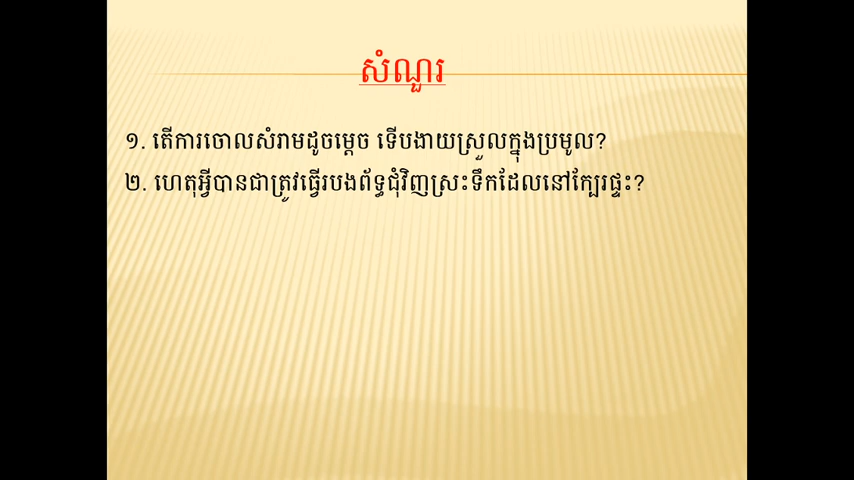 សំណួរ
១. តើការចោលសំរាមដូចម្ដេច ទើបងាយស្រួលក្នុងប្រមូល?
២. ហេតុអ្វីបានជាត្រូវធ្វើរបងព័ទ្ធជុំវិញស្រះទឹកដែលនៅក្បែរផ្ទះ?